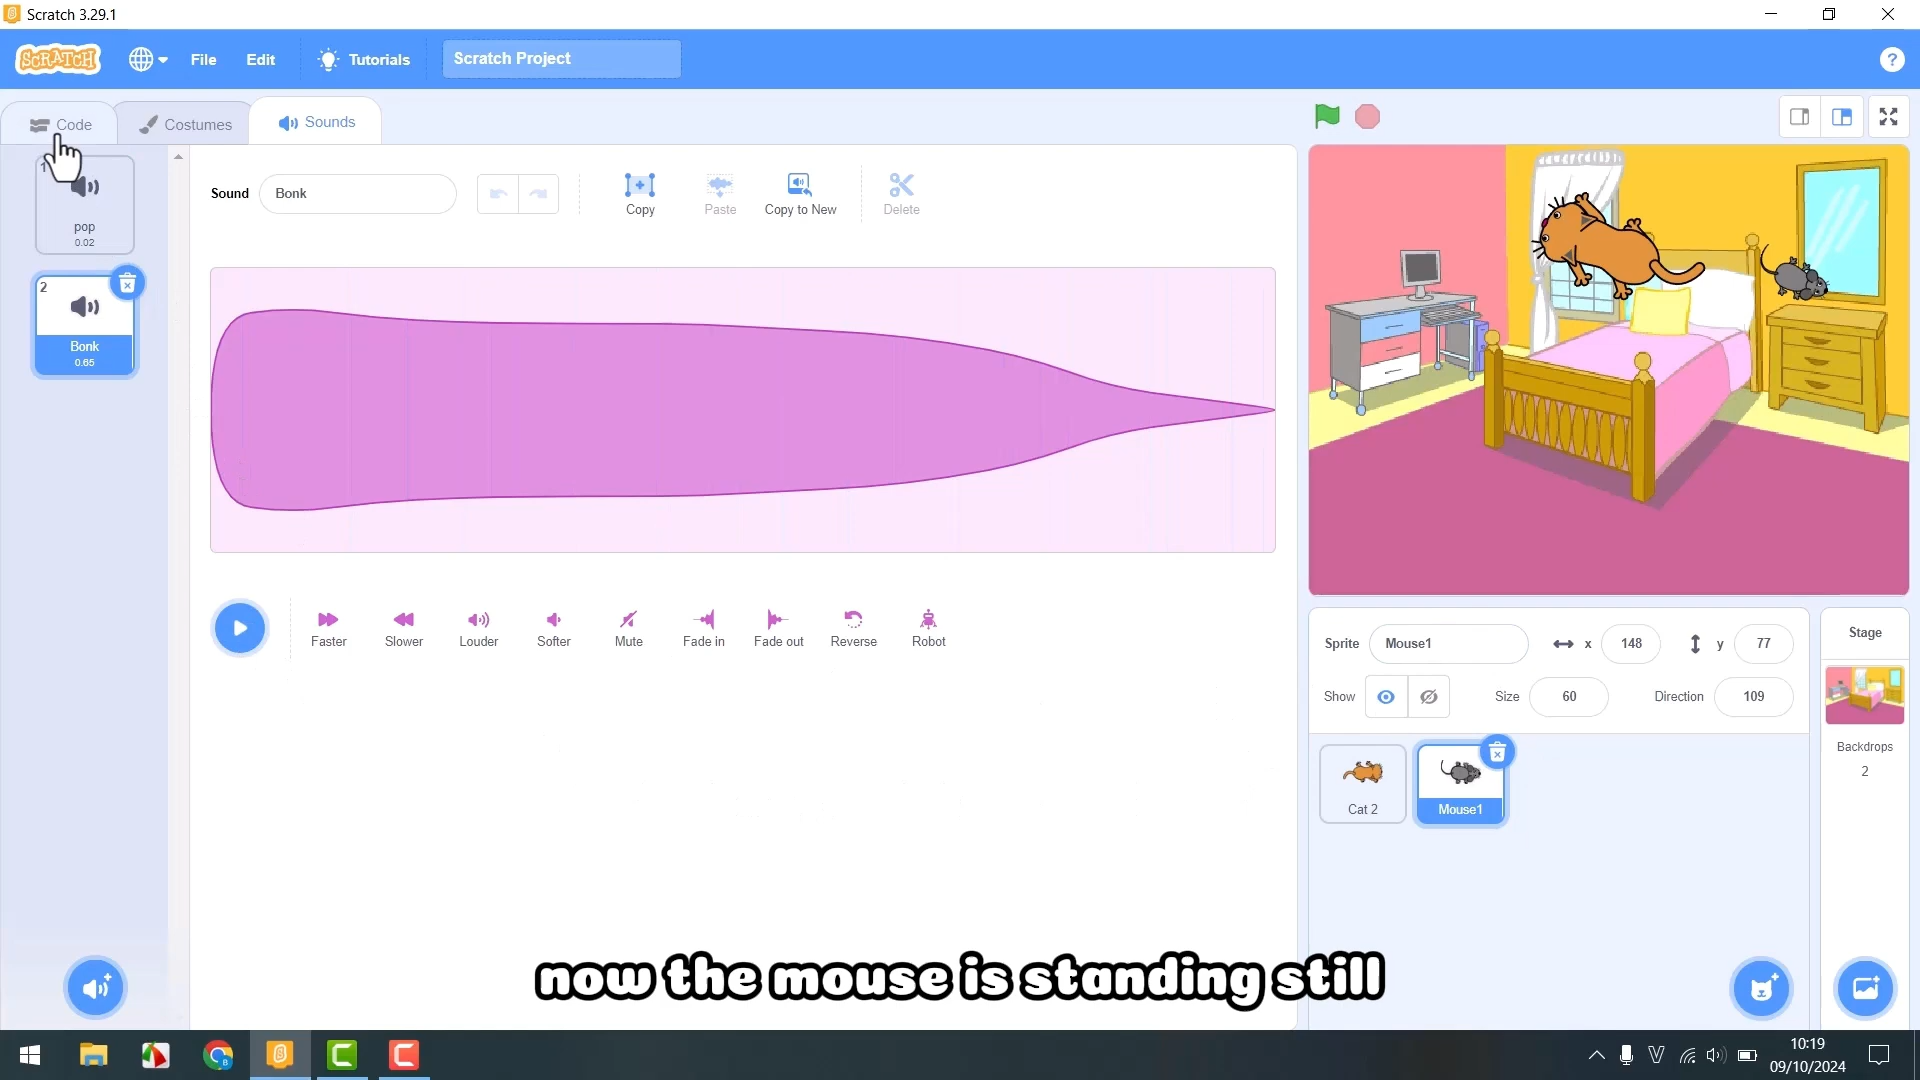 Scratch 3.29.1
SCRATCH
File
Edit
Tutorials
Scratch Project
?
Code
Costumes
Sounds
1
pop
0.02
2
Bonk
0.65
Sound
Bonk
Copy
Paste
Copy to New
Delete
Faster
Slower
Louder
Softer
Mute
Fade in
Fade out
Reverse
Robot
Sprite
Mouse1
x
148
y
77
Show
Size
60
Direction
109
Cat 2
Mouse1
Stage
Backdrops
2
now the mouse is standing still
10:19
09/10/2024